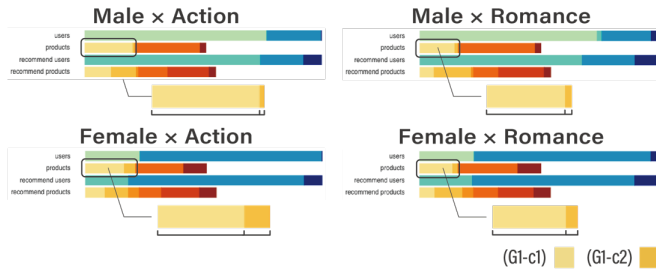 Male × Action
users
products
recommend users
recommend products
Male × Romance
users
products
recommend users
recommend products
Female × Action
users
products
recommend users
recommend products
Female × Romance
users
products
recommend users
recommend products
(G1-c1) (G1-c2)